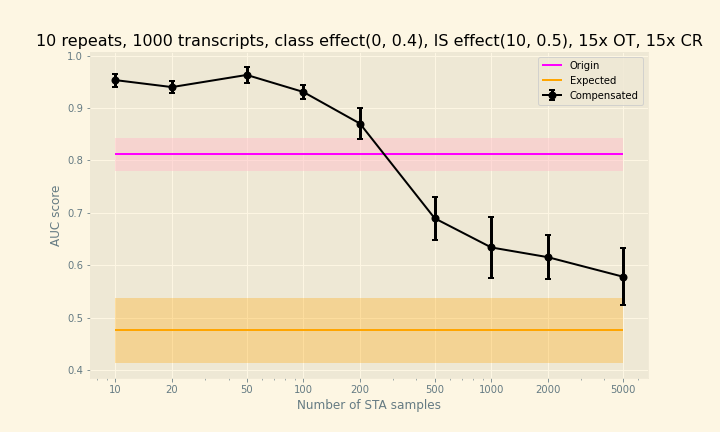 10 repeats, 1000 transcripts, class effect(0, 0.4), IS effect(10, 0.5), 15x OT, 15x CR
1.0
0.9
0.8
0.7
0.6
0.5
0.4
AUC score
Origin
Expected
Compensated
10 20 50 100 200 500 1000 2000 5000
Number of STA samples